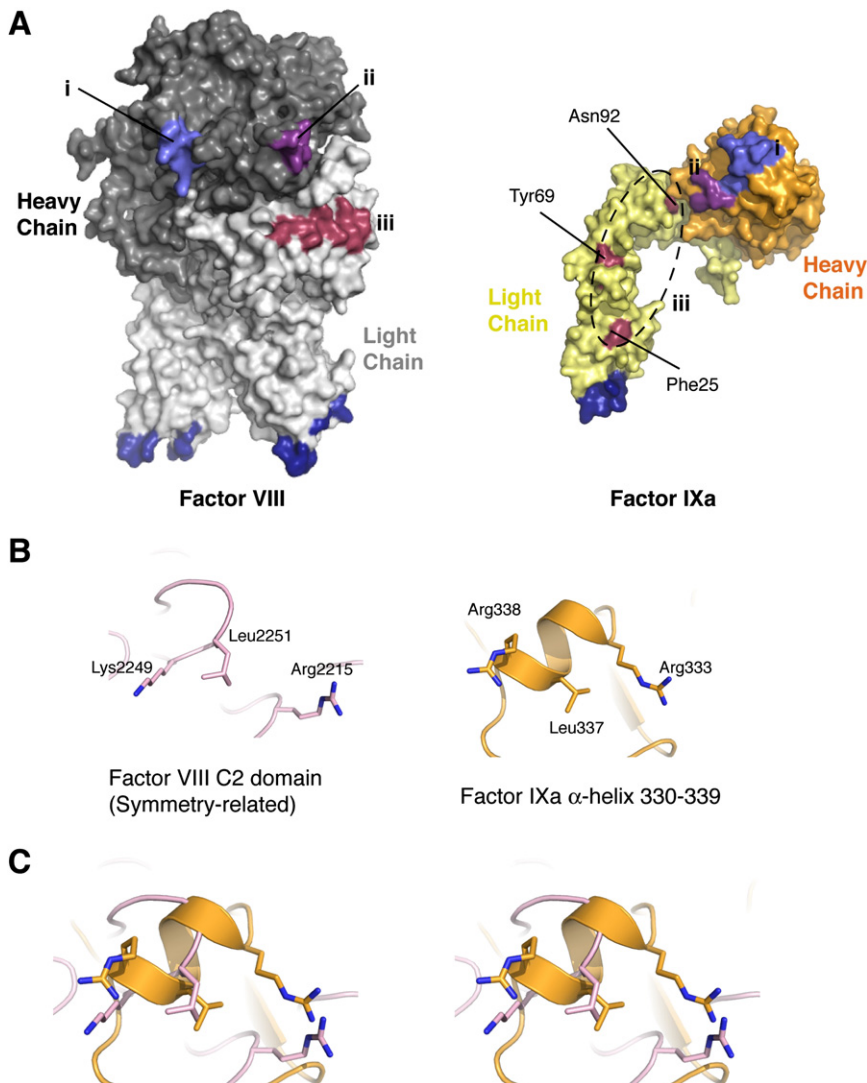 A
i
ii
Heavy
Chain
iii
Light
Chain
Factor VIII
Asn92
ii
i
Tyr69
Light
Chain
iii
Heavy
Chain
Phe25
Factor IXa
B
Leu2251
Lys2249
Arg2215
Factor VIII C2 domain
(Symmetry-related)
Arg338
Arg333
Leu337
Factor IXa α-helix 330-339
C